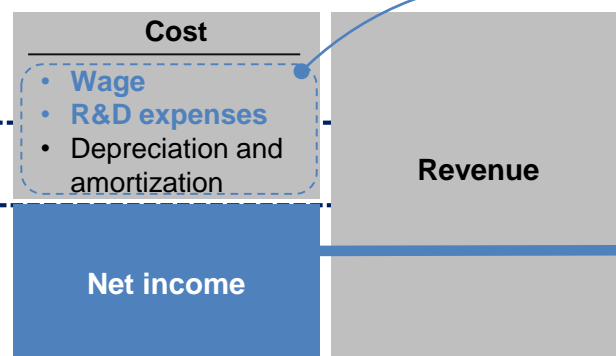 Cost
• Wage
• R&D expenses
• Depreciation and
amortization
Revenue
Net income